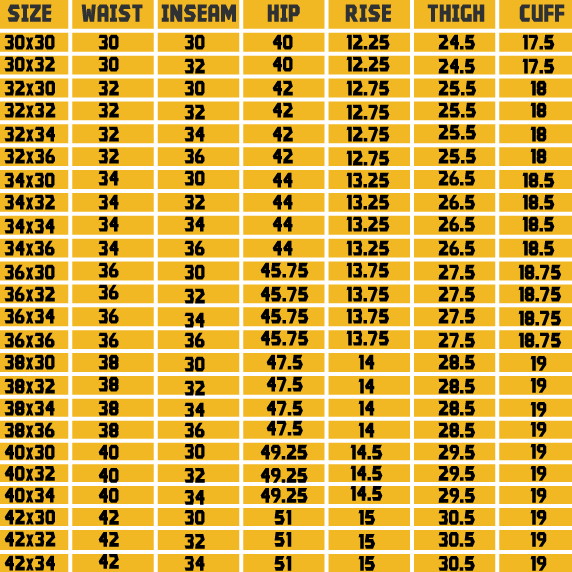 SIZE WAIST INSEAM HIP RISE THIGH CUFF
30x30 30 30 40 12.25 24.5 17.5
30x32 30 32 40 12.25 24.5 17.5
32x30 32 30 42 12.75 25.5 18
32x32 32 32 42 12.75 25.5 18
32x34 32 34 42 12.75 25.5 18
32x36 32 36 42 12.75 25.5 18
34x30 34 30 44 13.25 26.5 18.5
34x32 34 32 44 13.25 26.5 18.5
34x34 34 34 44 13.25 26.5 18.5
34x36 34 36 44 13.25 26.5 18.5
36x30 36 30 45.75 13.75 27.5 18.75
36x32 36 32 45.75 13.75 27.5 18.75
36x34 36 34 45.75 13.75 27.5 18.75
36x36 36 36 45.75 13.75 27.5 18.75
38x30 38 30 47.5 14 28.5 19
38x32 38 32 47.5 14 28.5 19
38x34 38 34 47.5 14 28.5 19
38x36 38 36 47.5 14 28.5 19
40x30 40 30 49.25 14.5 29.5 19
40x32 40 32 49.25 14.5 29.5 19
40x34 40 34 49.25 14.5 29.5 19
42x30 42 30 51 15 30.5 19
42x32 42 32 51 15 30.5 19
42x34 42 34 51 15 30.5 19